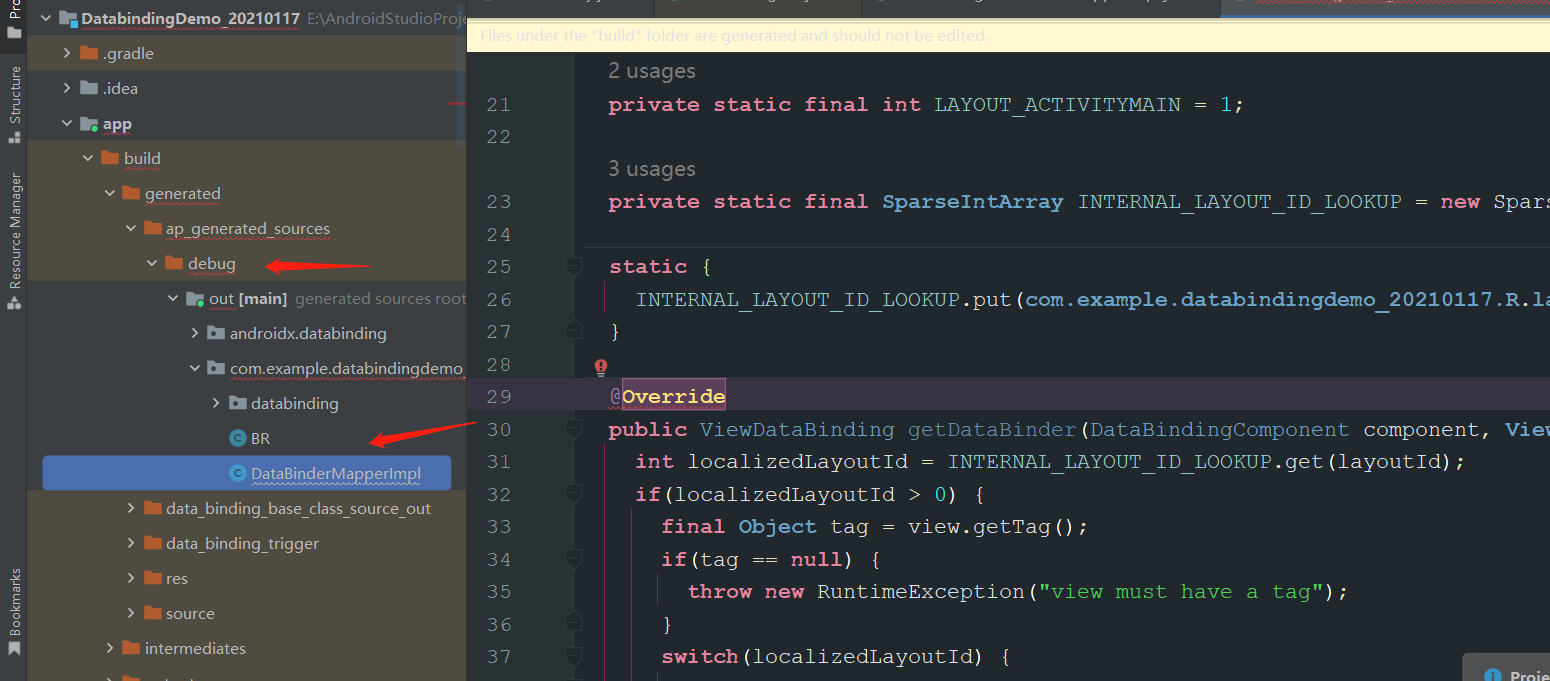 Structure
Resource Manager
Bookmarks
DatabindingDemo_20210117 E:\AndroidStudioProje
.gradle
.idea
app
build
generated
ap_generated_sources
debug
out [main] generated sources root
androidx.databinding
com.example.databindingdemo_
databinding
BR
DataBinderMapperImpl
data_binding_base_class_source_out
data_binding_trigger
res
source
intermediates
Files under the "build" folder are generated and should not be edited.
2 usages
21 private static final int LAYOUT_ACTIVITYMAIN = 1;
22
3 usages
23 private static final SparseIntArray INTERNAL_LAYOUT_ID_LOOKUP = new Spars
24
25 static {
26 INTERNAL_LAYOUT_ID_LOOKUP.put(com.example.databindingdemo_20210117.R.la
27 }
28
29 @Override
30 public ViewDataBinding getDataBinder(DataBindingComponent component, View
31 int localizedLayoutId = INTERNAL_LAYOUT_ID_LOOKUP.get(layoutId);
32 if(localizedLayoutId > 0) {
33 final Object tag = view.getTag();
34 if(tag == null) {
35 throw new RuntimeException("view must have a tag");
36 }
37 switch(localizedLayoutId) {
Proje